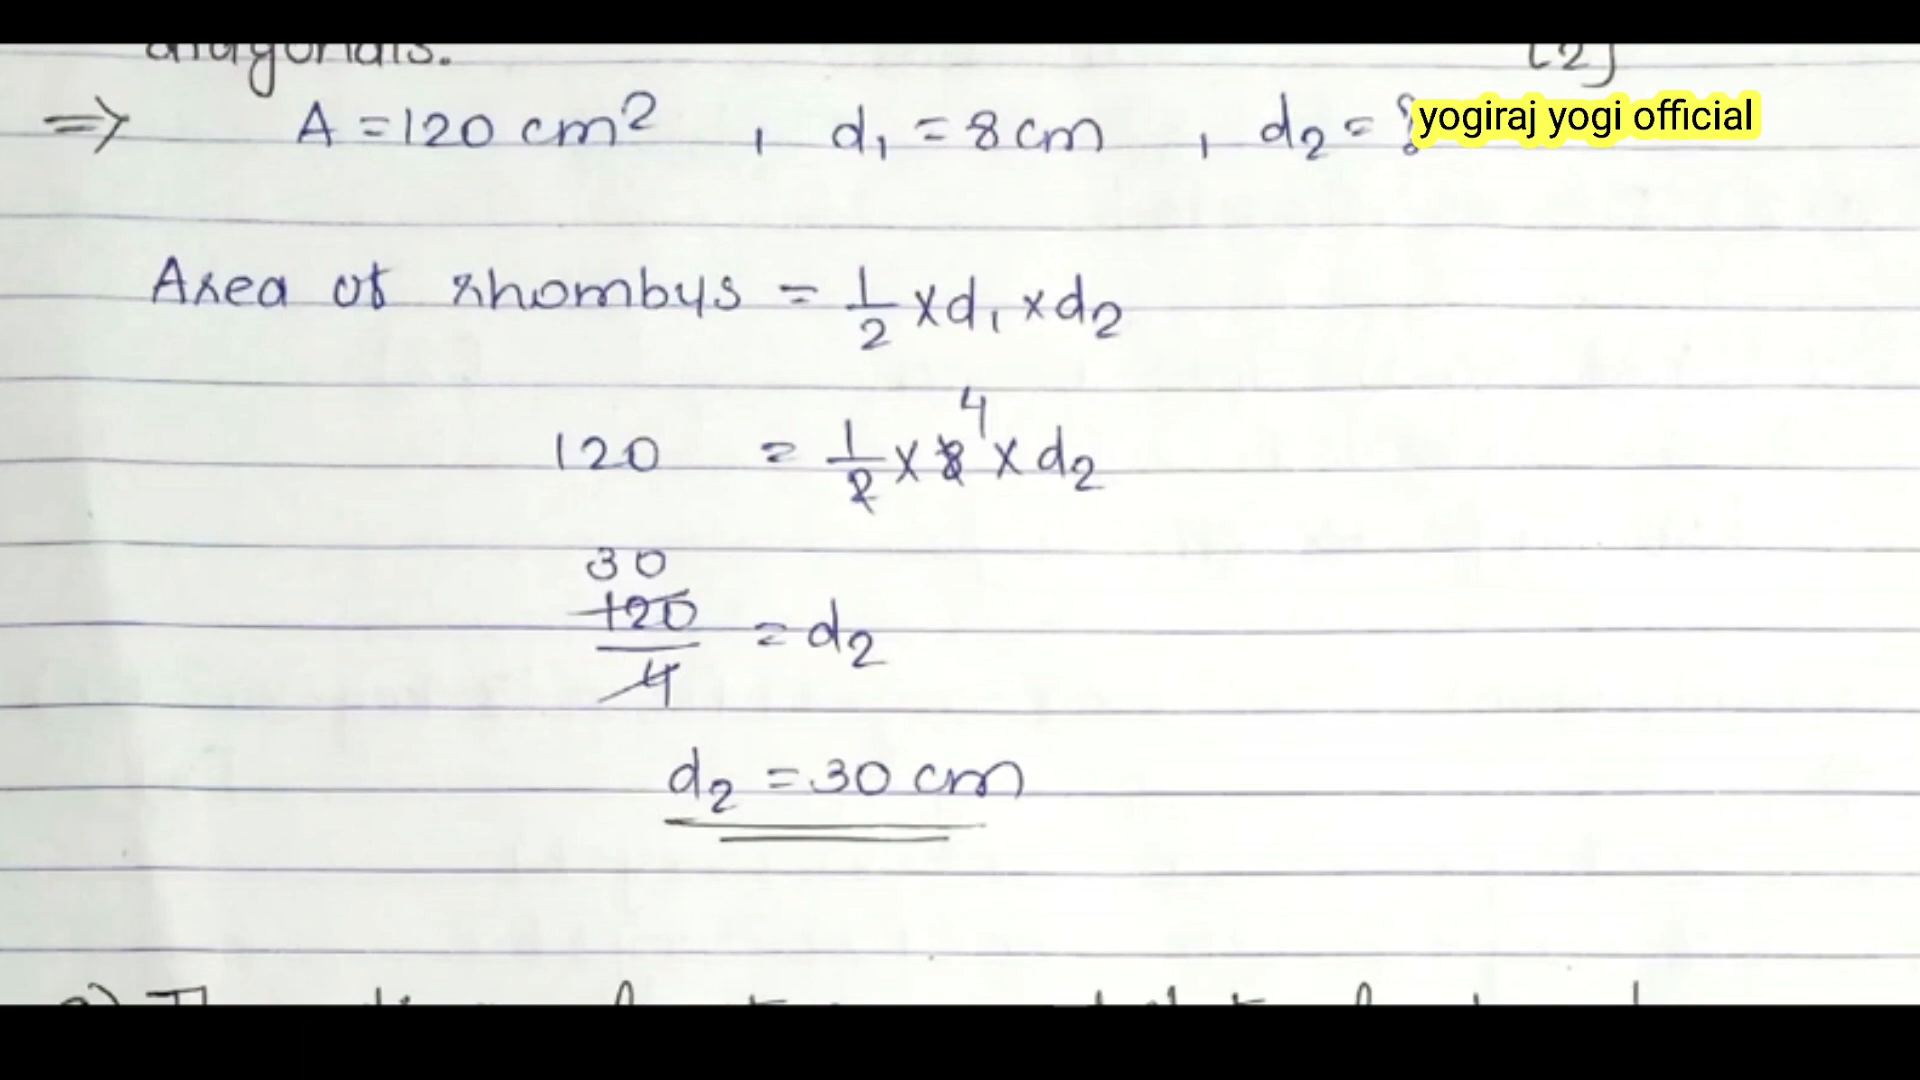 diagonals. [2]
⇒ A = 120 cm² , d₁ = 8 cm , d₂ = ? yogiraj yogi official
Area of rhombus = 1/2 × d₁ × d₂
4
120 = 1/2 × 8 × d₂
30
120/4 = d₂
d₂ = 30 cm